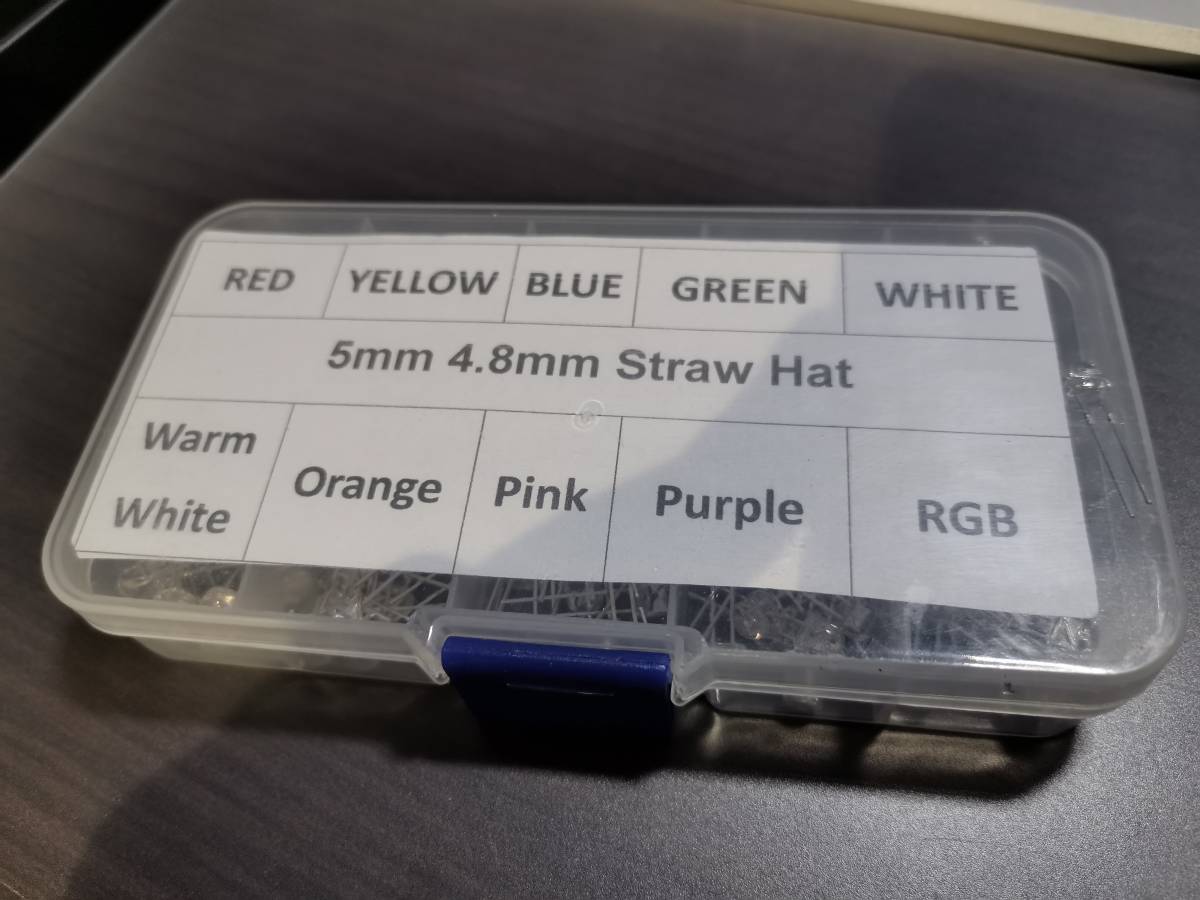 RED YELLOW BLUE GREEN WHITE
5mm 4.8mm Straw Hat
Warm
White
Orange
Pink
Purple
RGB